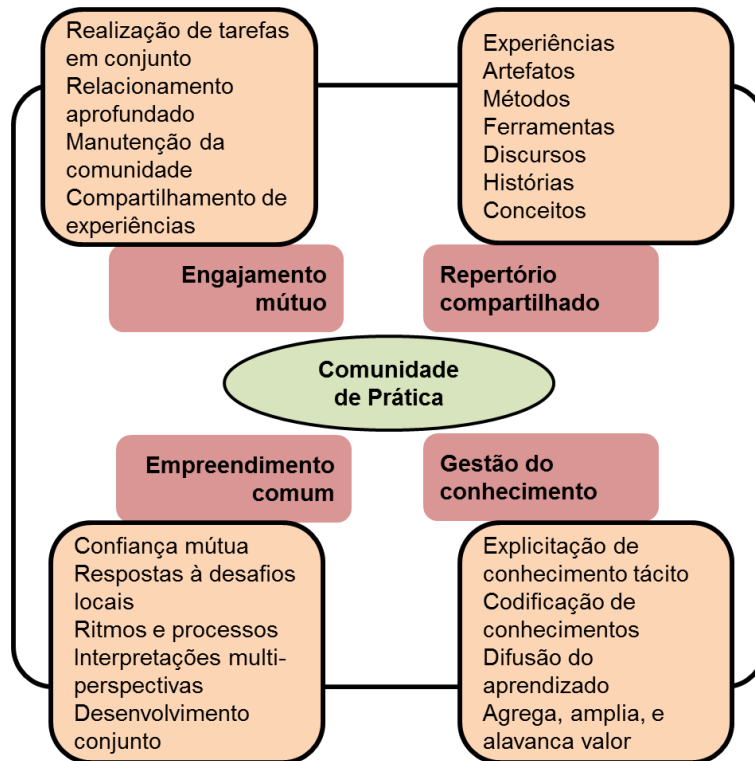 Realização de tarefas
em conjunto
Relacionamento
aprofundado
Manutenção da
comunidade
Compartilhamento de
experiências
Experiências
Artefatos
Métodos
Ferramentas
Discursos
Histórias
Conceitos
Engajamento
mútuo
Repertório
compartilhado
Comunidade
de Prática
Empreendimento
comum
Gestão do
conhecimento
Confiança mútua
Respostas à desafios
locais
Ritmos e processos
Interpretações multi-
perspectivas
Desenvolvimento
conjunto
Explicitação de
conhecimento tácito
Codificação de
conhecimentos
Difusão do
aprendizado
Agrega, amplia, e
alavanca valor